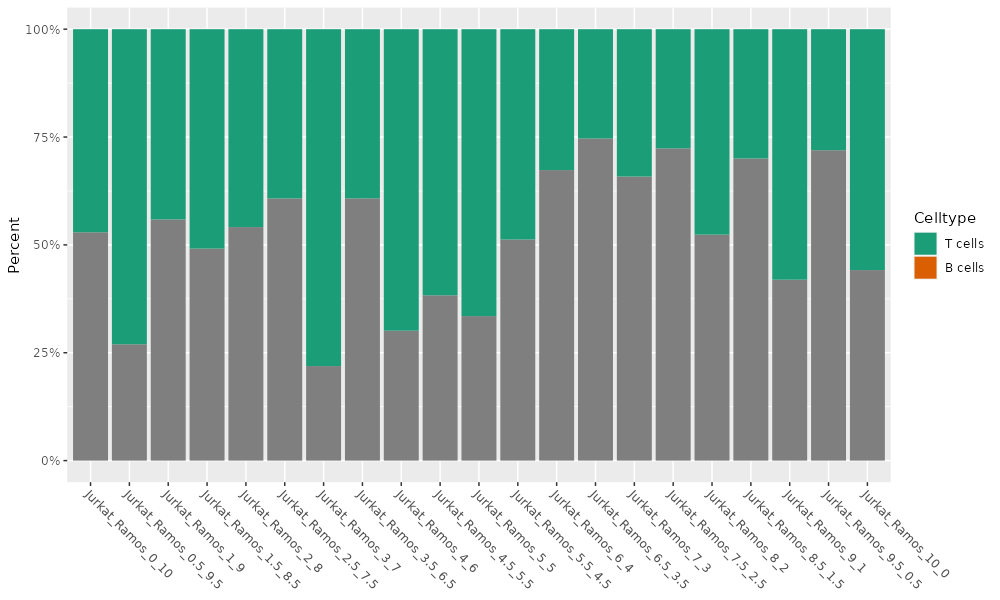 100%
75%
50%
25%
0%
Percent
Jurkat_Ramos_0_10
Jurkat_Ramos_0.5_9.5
Jurkat_Ramos_1_9
Jurkat_Ramos_1.5_8.5
Jurkat_Ramos_2_8
Jurkat_Ramos_2.5_7.5
Jurkat_Ramos_3_7
Jurkat_Ramos_3.5_6.5
Jurkat_Ramos_4_6
Jurkat_Ramos_4.5_5.5
Jurkat_Ramos_5_5
Jurkat_Ramos_5.5_4.5
Jurkat_Ramos_6_4
Jurkat_Ramos_6.5_3.5
Jurkat_Ramos_7_3
Jurkat_Ramos_7.5_2.5
Jurkat_Ramos_8_2
Jurkat_Ramos_8.5_1.5
Jurkat_Ramos_9_1
Jurkat_Ramos_9.5_0.5
Jurkat_Ramos_10_0
Celltype
T cells
B cells